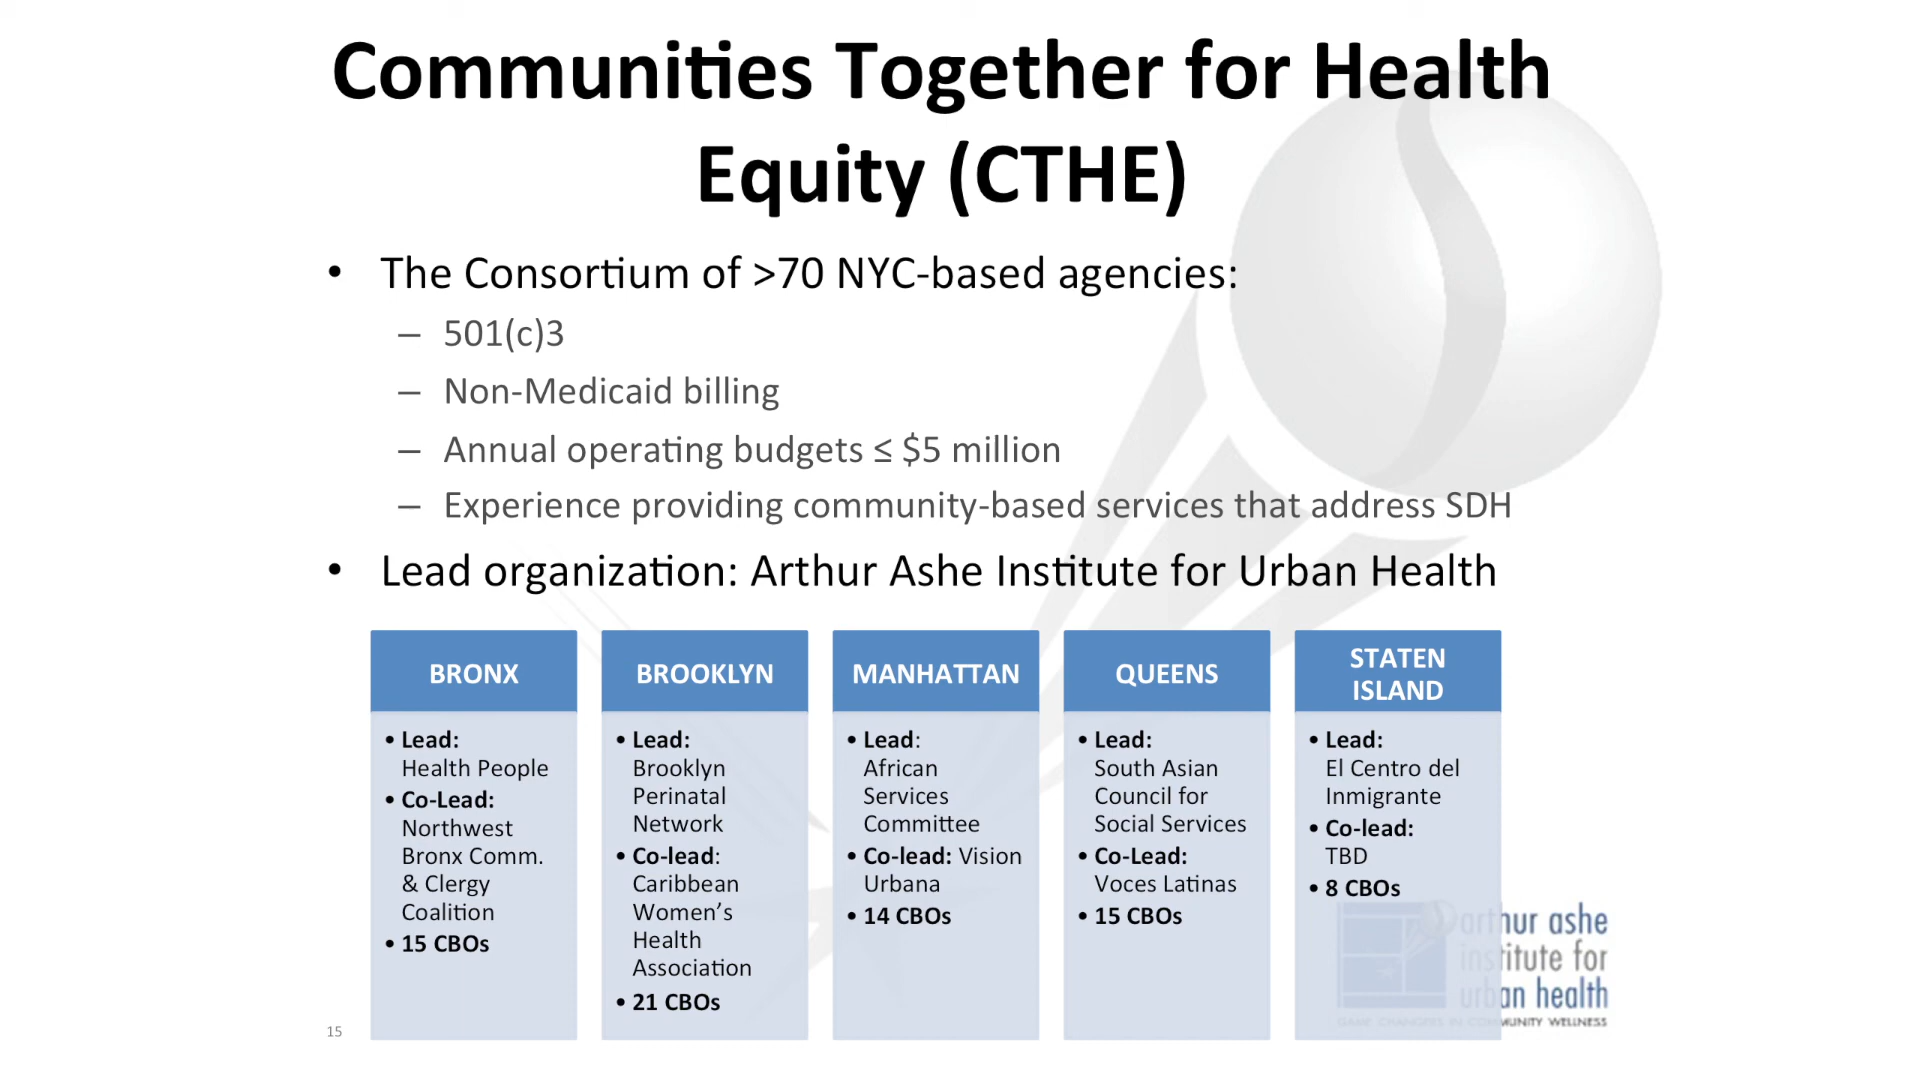 Communities Together for Health
Equity (CTHE)
• The Consortium of >70 NYC-based agencies:
– 501(c)3
– Non-Medicaid billing
– Annual operating budgets ≤ $5 million
– Experience providing community-based services that address SDH
• Lead organization: Arthur Ashe Institute for Urban Health
BRONX
• Lead:
Health People
• Co-Lead:
Northwest
Bronx Comm.
& Clergy
Coalition
• 15 CBOs
BROOKLYN
• Lead:
Brooklyn
Perinatal
Network
• Co-lead:
Caribbean
Women’s
Health
Association
• 21 CBOs
MANHATTAN
• Lead:
African
Services
Committee
• Co-lead: Vision
Urbana
• 14 CBOs
QUEENS
• Lead:
South Asian
Council for
Social Services
• Co-Lead:
Voces Latinas
• 15 CBOs
STATEN
ISLAND
• Lead:
El Centro del
Inmigrante
• Co-lead:
TBD
• 8 CBOs
arthur ashe
institute for
urban health
GAME CHANGERS IN COMMUNITY WELLNESS
15